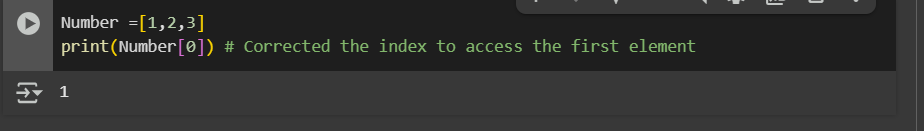 Number =[1,2,3]
print(Number[0]) # Corrected the index to access the first element
1